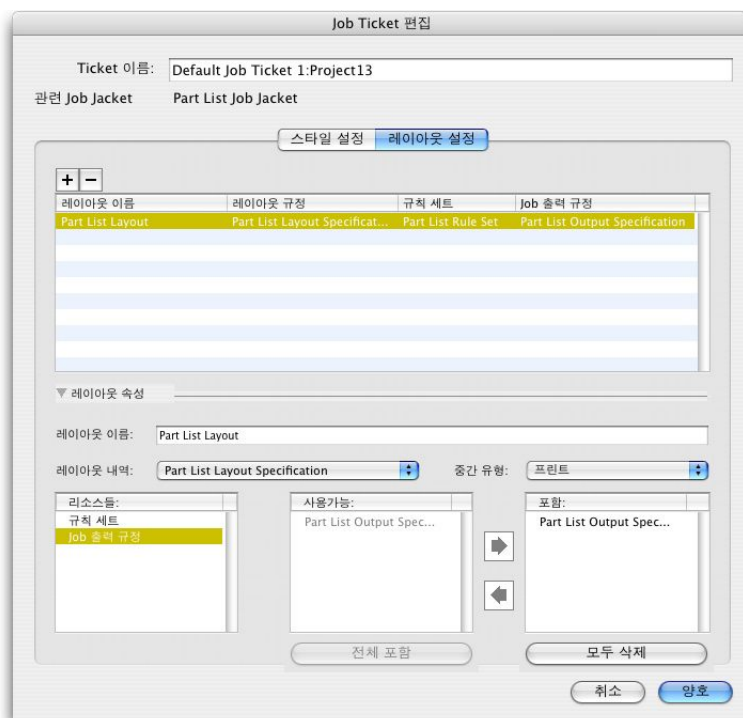 Job Ticket 편집
Ticket 이름: Default Job Ticket 1:Project13
관련 Job Jacket Part List Job Jacket
스타일 설정 레이아웃 설정
+ −
레이아웃 이름 레이아웃 규정 규칙 세트 Job 출력 규정
Part List Layout Part List Layout Specificat... Part List Rule Set Part List Output Specification
레이아웃 속성
레이아웃 이름: Part List Layout
레이아웃 내역: Part List Layout Specification 중간 유형: 프린트
리소스들: 사용가능: 포함:
규칙 세트 Part List Output Spec... Part List Output Spec...
Job 출력 규정
전체 포함 모두 삭제
취소 양호